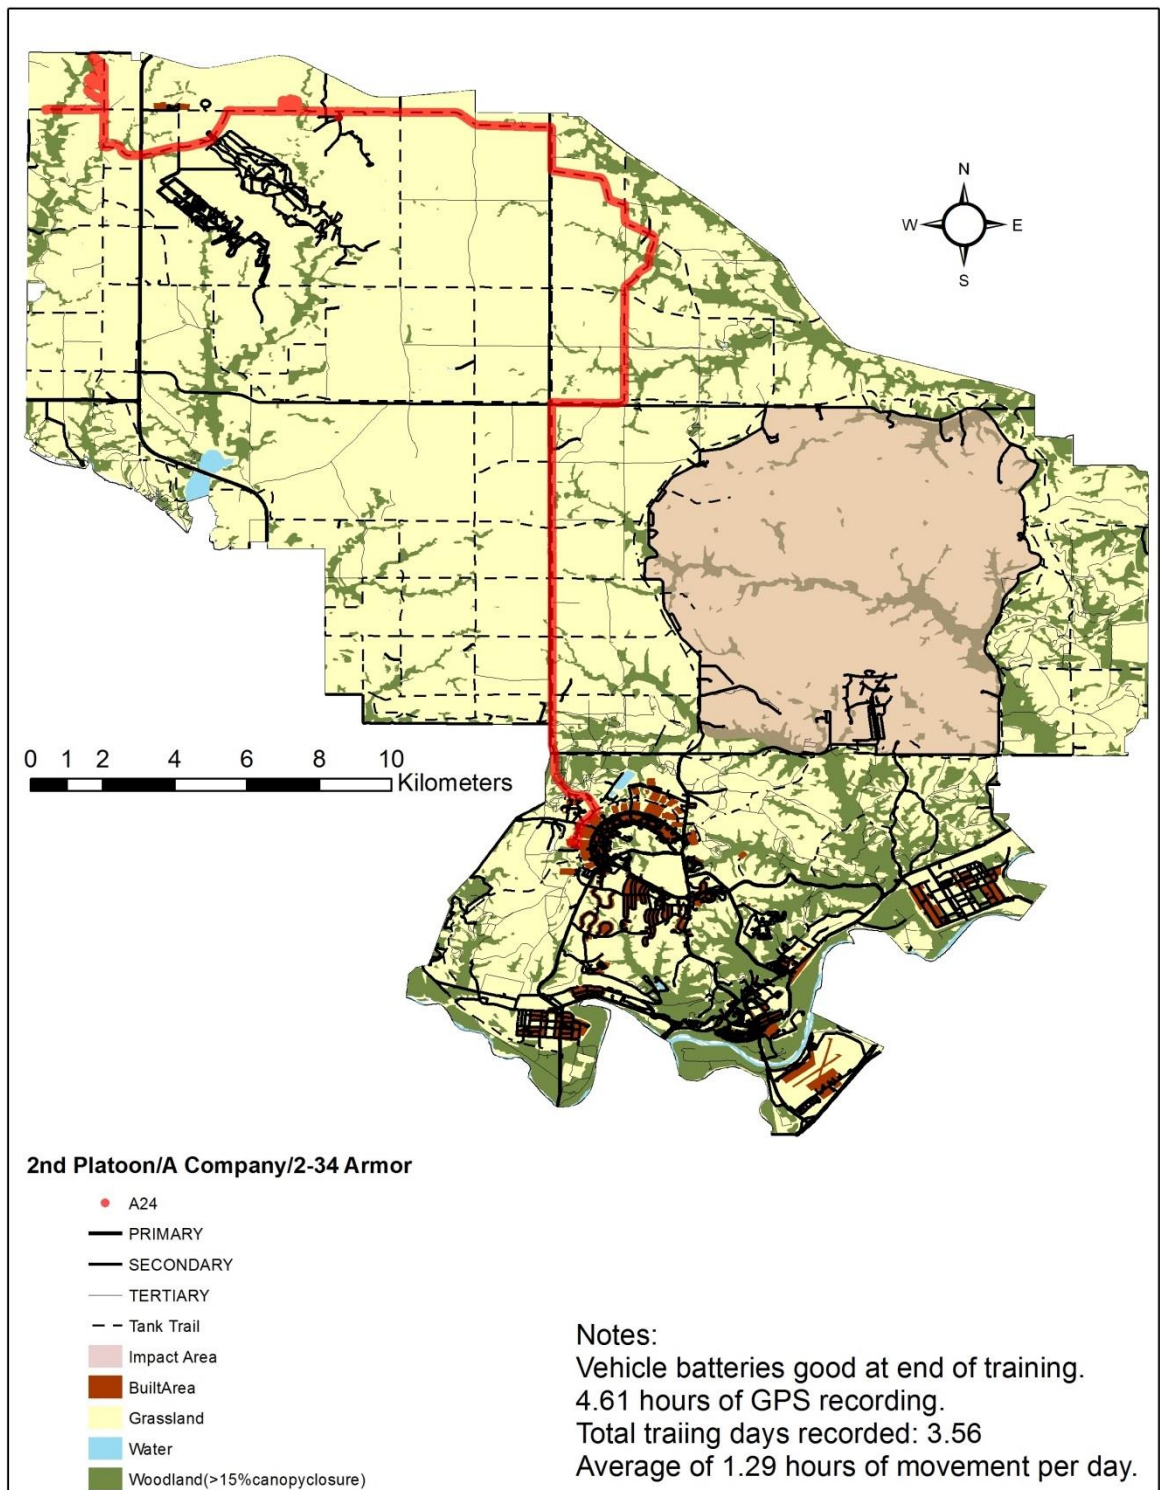 N
W E
S
0 1 2 4 6 8 10
Kilometers
2nd Platoon/A Company/2-34 Armor
A24
PRIMARY
SECONDARY
TERTIARY
Tank Trail
Impact Area
BuiltArea
Grassland
Water
Woodland(>15%canopyclosure)
Notes:
Vehicle batteries good at end of training.
4.61 hours of GPS recording.
Total traiing days recorded: 3.56
Average of 1.29 hours of movement per day.